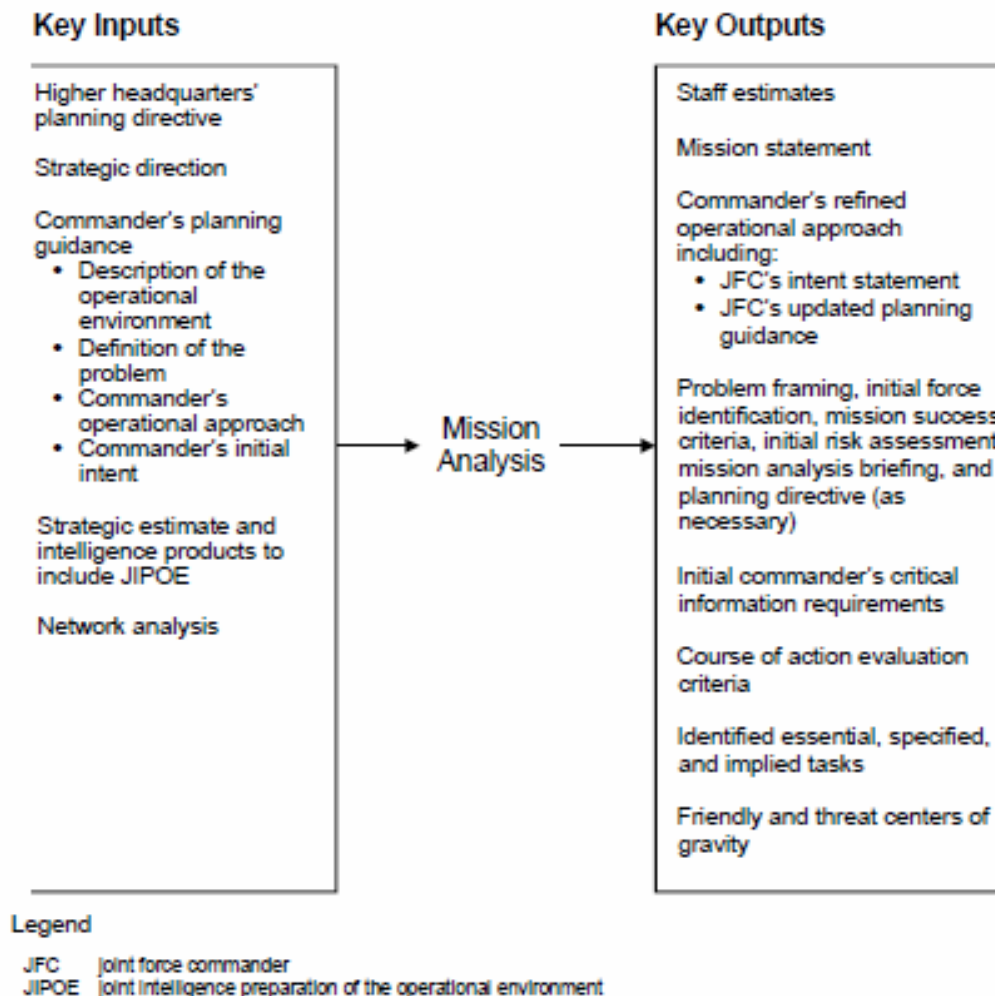 Key Inputs
Higher headquarters'
planning directive
Strategic direction
Commander's planning
guidance
• Description of the
operational
environment
• Definition of the
problem
• Commander's
operational approach
• Commander's initial
intent
Strategic estimate and
intelligence products to
include JIPOE
Network analysis
Mission
Analysis
Key Outputs
Staff estimates
Mission statement
Commander's refined
operational approach
including:
• JFC's intent statement
• JFC's updated planning
guidance
Problem framing, initial force
identification, mission success
criteria, initial risk assessment
mission analysis briefing, and
planning directive (as
necessary)
Initial commander's critical
information requirements
Course of action evaluation
criteria
Identified essential, specified,
and implied tasks
Friendly and threat centers of
gravity
Legend
JFC joint force commander
JIPOE joint intelligence preparation of the operational environment